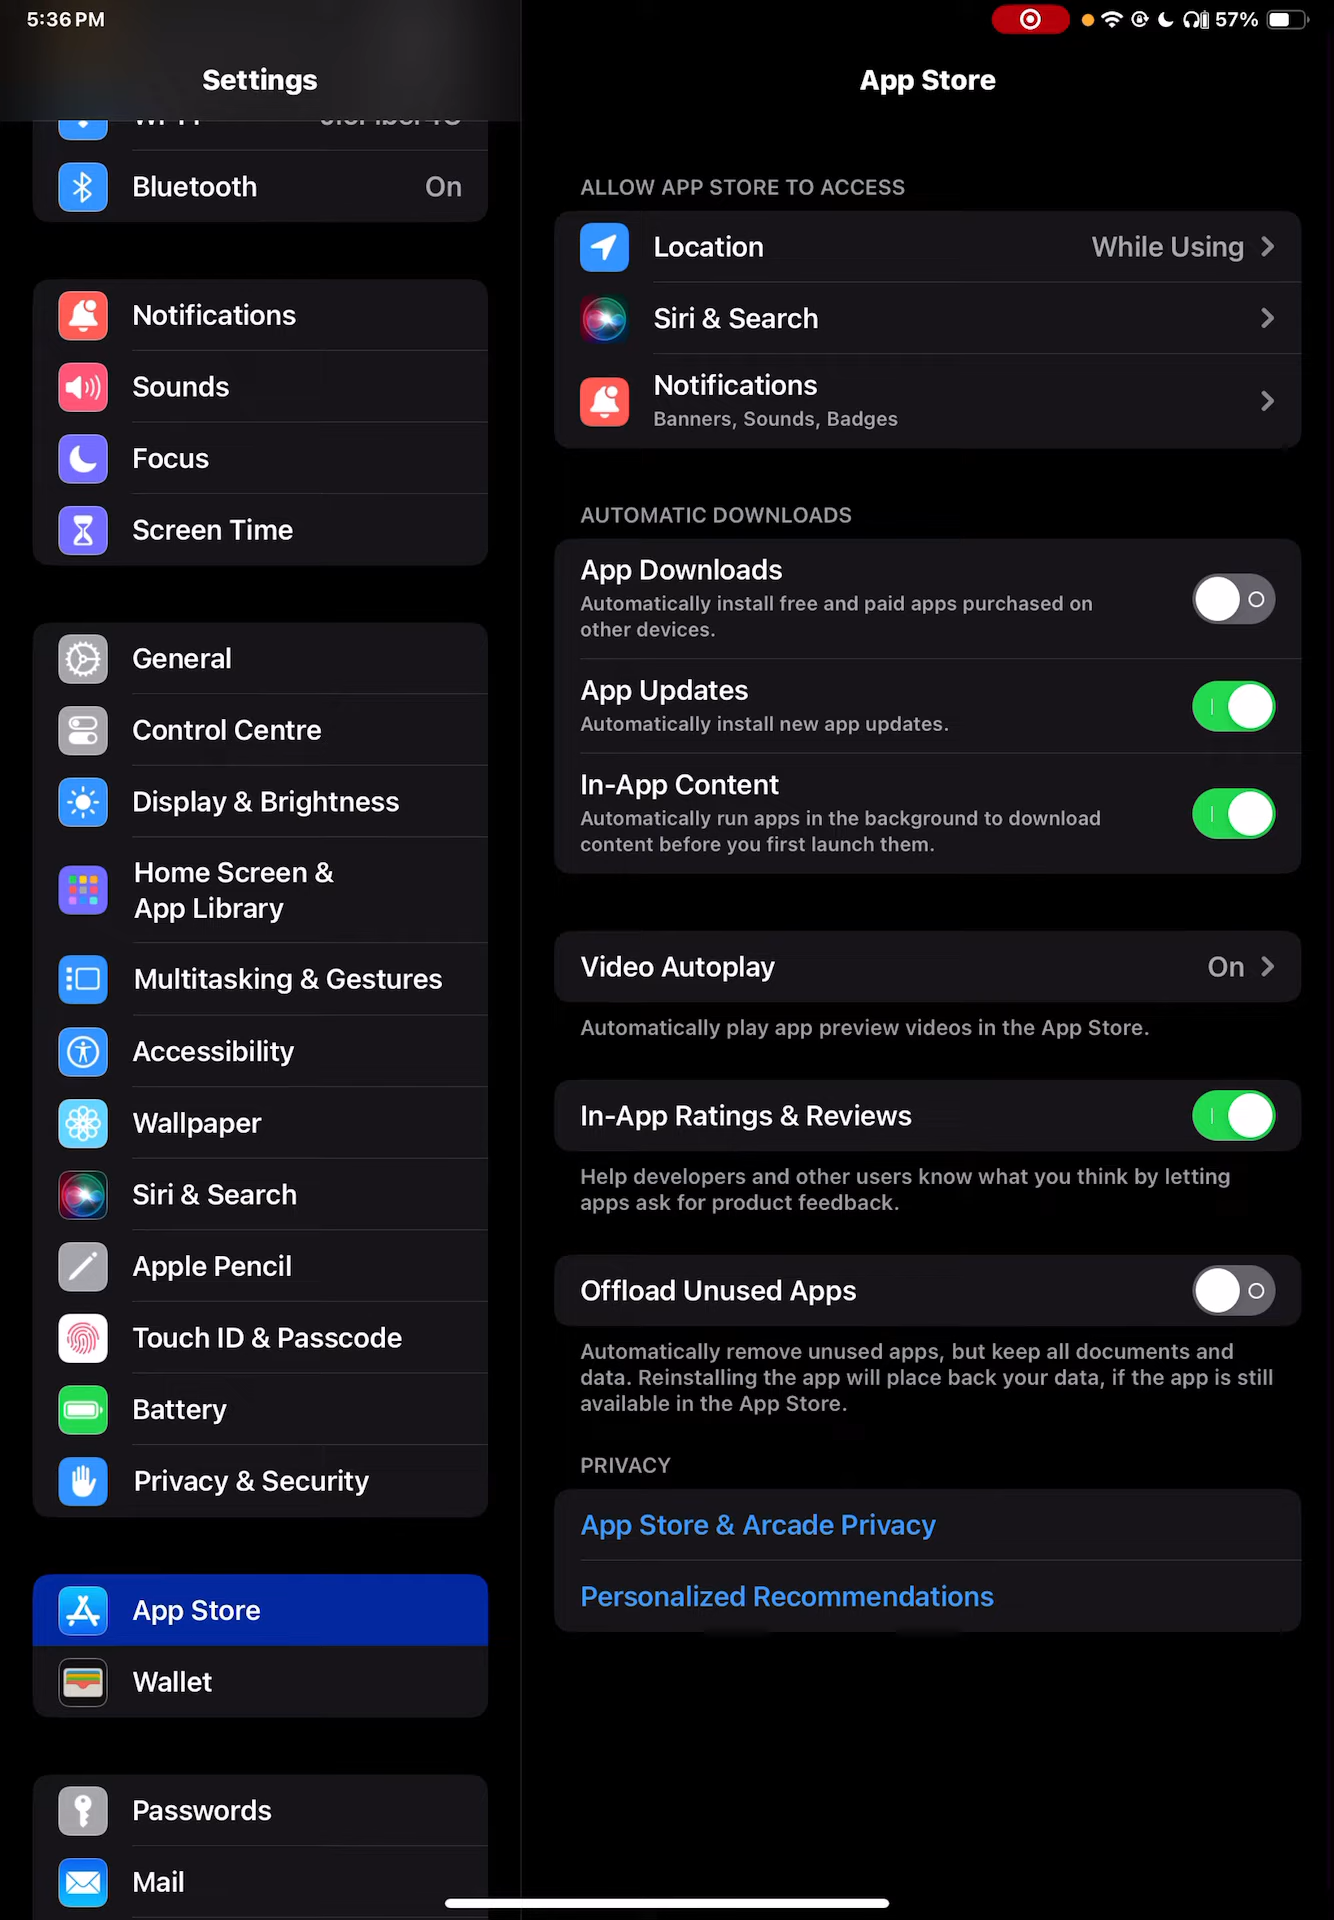 5:36 PM
57%
Settings
Bluetooth
On
Notifications
Sounds
Focus
Screen Time
General
Control Centre
Display & Brightness
Home Screen &
App Library
Multitasking & Gestures
Accessibility
Wallpaper
Siri & Search
Apple Pencil
Touch ID & Passcode
Battery
Privacy & Security
App Store
Wallet
Passwords
Mail
App Store
ALLOW APP STORE TO ACCESS
Location
While Using
Siri & Search
Notifications
Banners, Sounds, Badges
AUTOMATIC DOWNLOADS
App Downloads
Automatically install free and paid apps purchased on
other devices.
App Updates
Automatically install new app updates.
In-App Content
Automatically run apps in the background to download
content before you first launch them.
Video Autoplay
On
Automatically play app preview videos in the App Store.
In-App Ratings & Reviews
Help developers and other users know what you think by letting
apps ask for product feedback.
Offload Unused Apps
Automatically remove unused apps, but keep all documents and
data. Reinstalling the app will place back your data, if the app is still
available in the App Store.
PRIVACY
App Store & Arcade Privacy
Personalized Recommendations